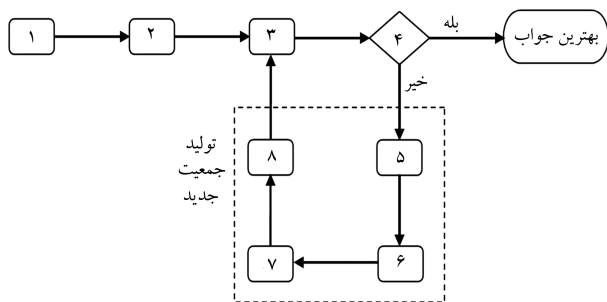 ۱
۲
۳
۴
بله
بهترین جواب
خیر
تولید
جمعیت
جدید
۸
۵
۷
۶